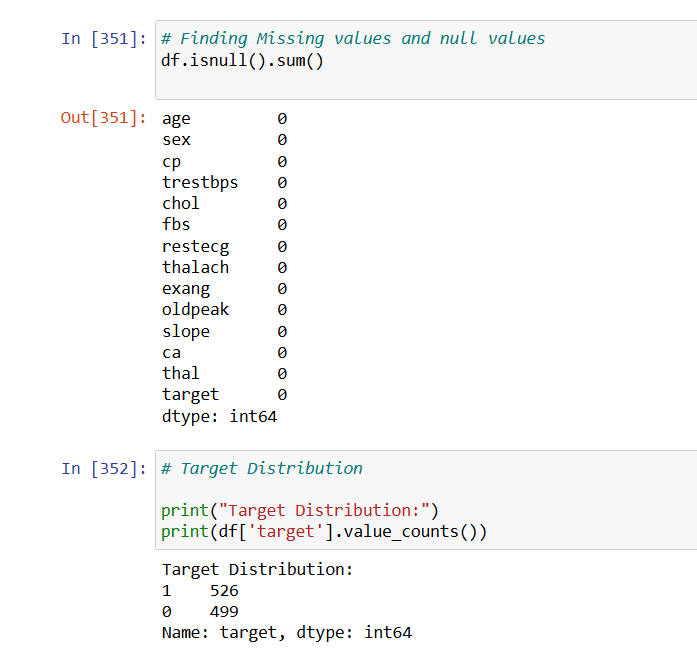 In [351]: # Finding Missing values and null values
df.isnull().sum()
Out[351]: age 0
sex 0
cp 0
trestbps 0
chol 0
fbs 0
restecg 0
thalach 0
exang 0
oldpeak 0
slope 0
ca 0
thal 0
target 0
dtype: int64
In [352]: # Target Distribution
print("Target Distribution:")
print(df['target'].value_counts())
Target Distribution:
1 526
0 499
Name: target, dtype: int64